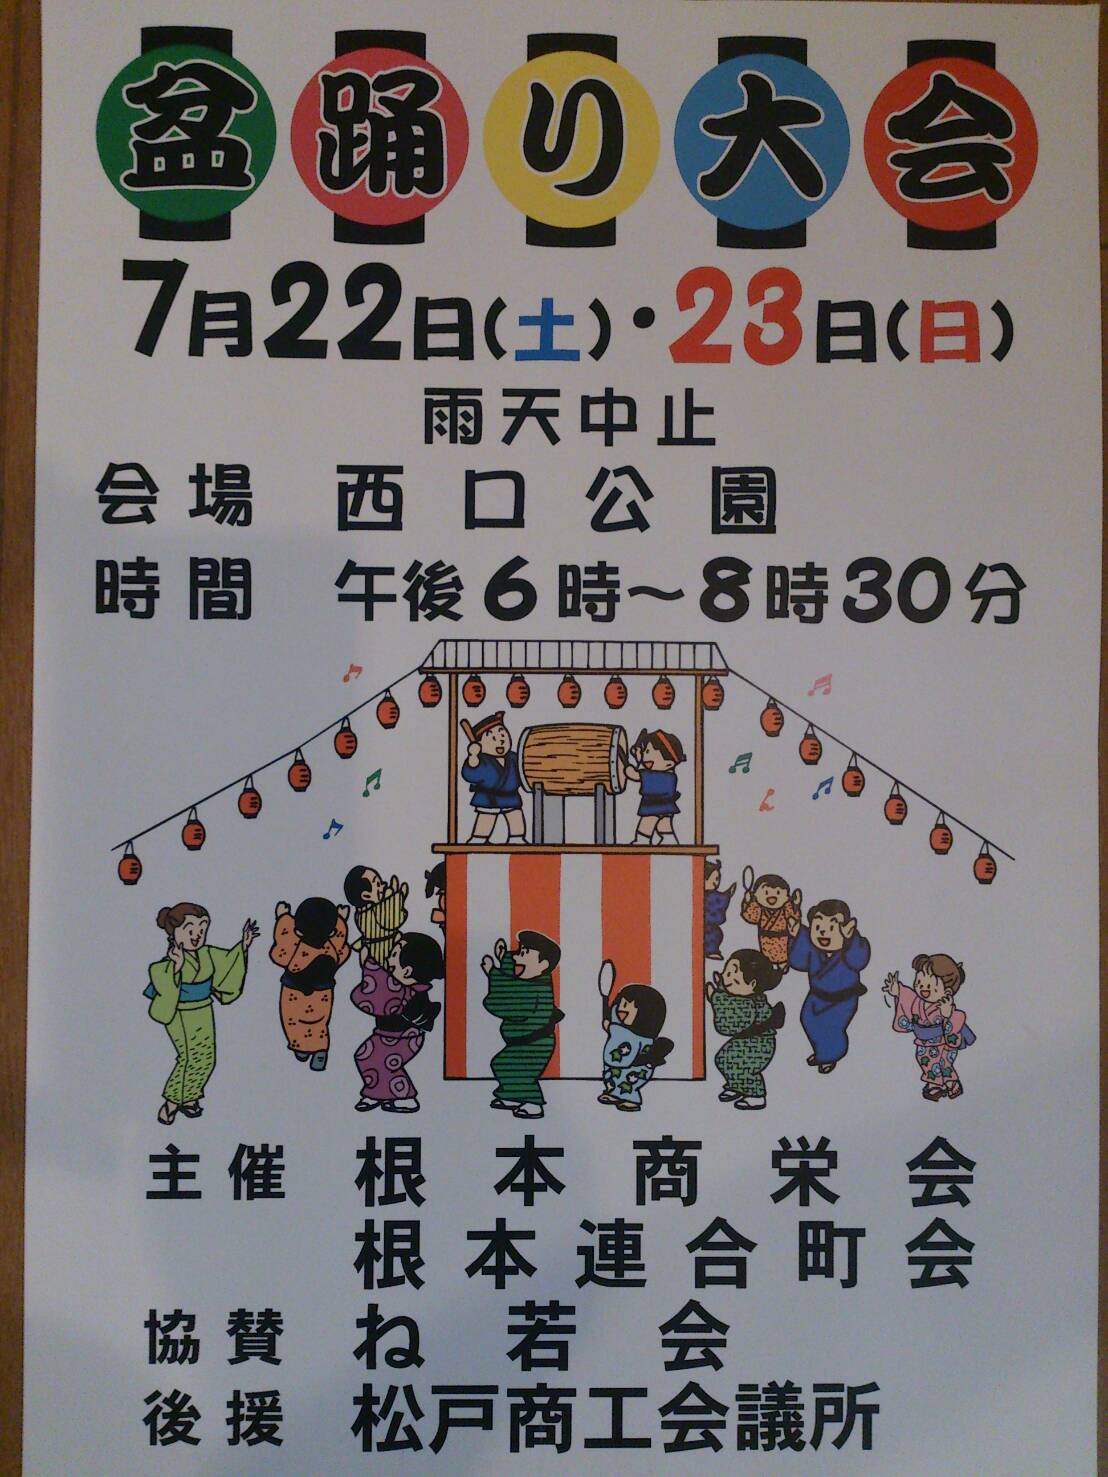 盆踊り大会
7月22日(土)・23日(日)
雨天中止
会場 西口公園
時間 午後6時～8時30分
主催 根本商栄会
根本連合町会
協賛 ね若会
後援 松戸商工会議所